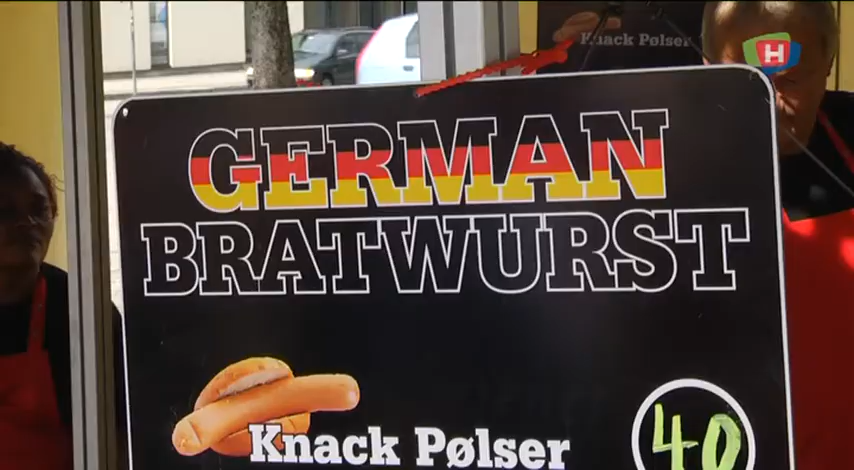 H
Knack Pølser
GERMAN
BRATWURST
Knack Pølser
40